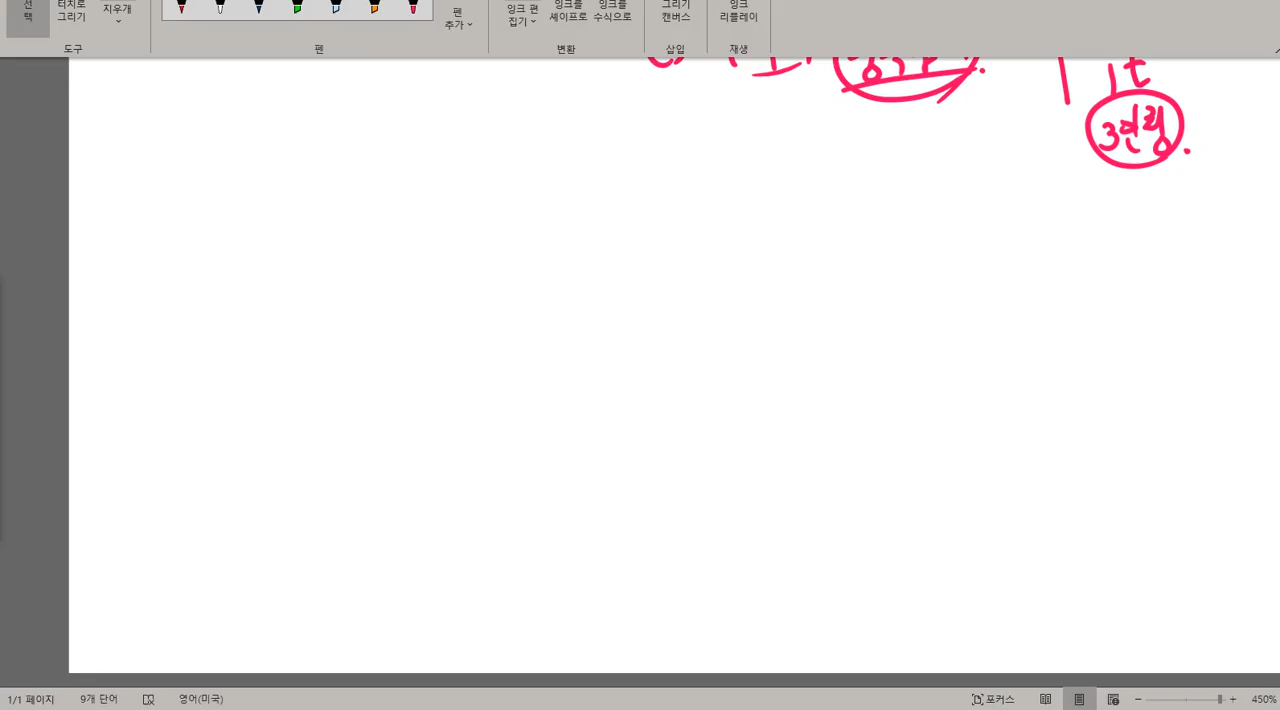 선
택
터치로
그리기
지우개
펜
추가
잉크 편
집기
잉크를
셰이프로
잉크를
수식으로
그리기
캔버스
잉크
리플레이
도구
펜
변환
삽입
재생
3연랑.
1/1 페이지
9개 단어
영어(미국)
포커스
− + 450%